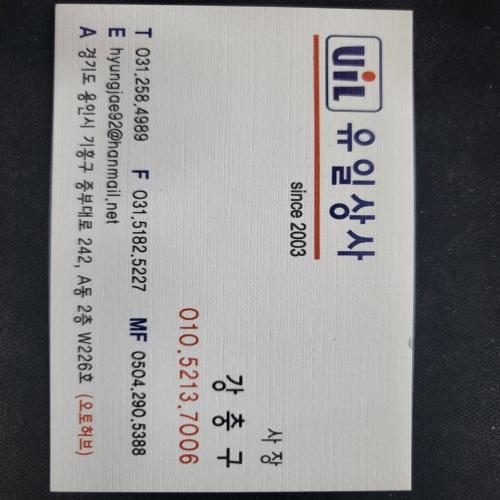 UIL 유일상사
since 2003
사 장
강 충 구
010.5213.7006
T 031.258.4989 F 031.5182.5227 MF 0504.290.5388
E hyungjae92@hanmail.net
A 경기도 용인시 기흥구 중부대로 242, A동 2층 W226호 (오토허브)